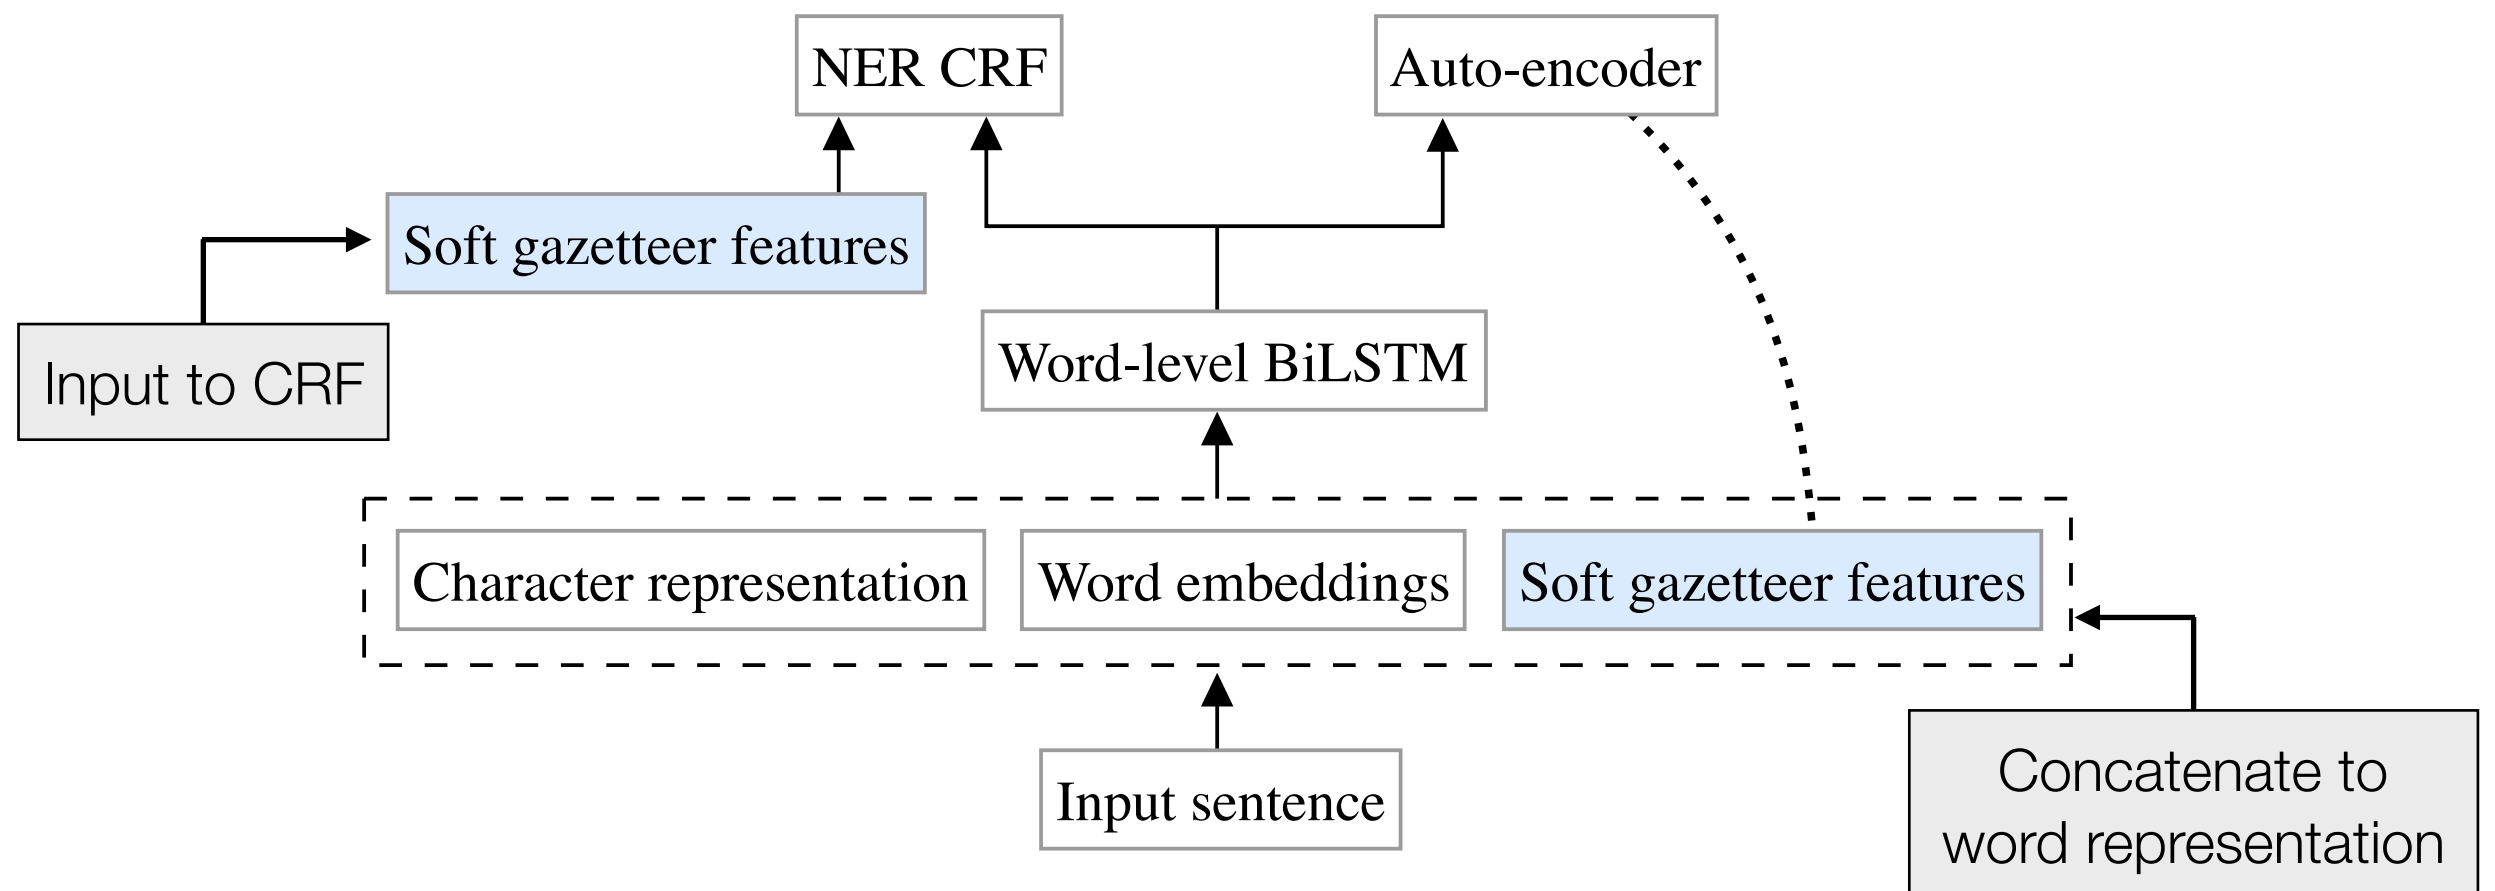 NER CRF
Auto-encoder
Soft gazetteer features
Input to CRF
Word-level BiLSTM
Character representation
Word embeddings
Soft gazetteer features
Input sentence
Concatenate to
word representation